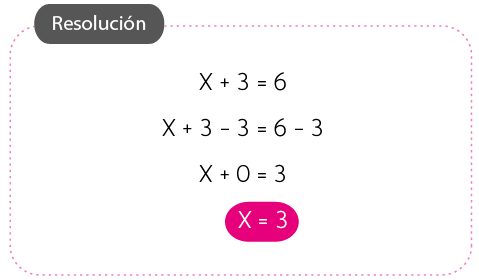 Resolución
X + 3 = 6
X + 3 – 3 = 6 – 3
X + 0 = 3
X = 3